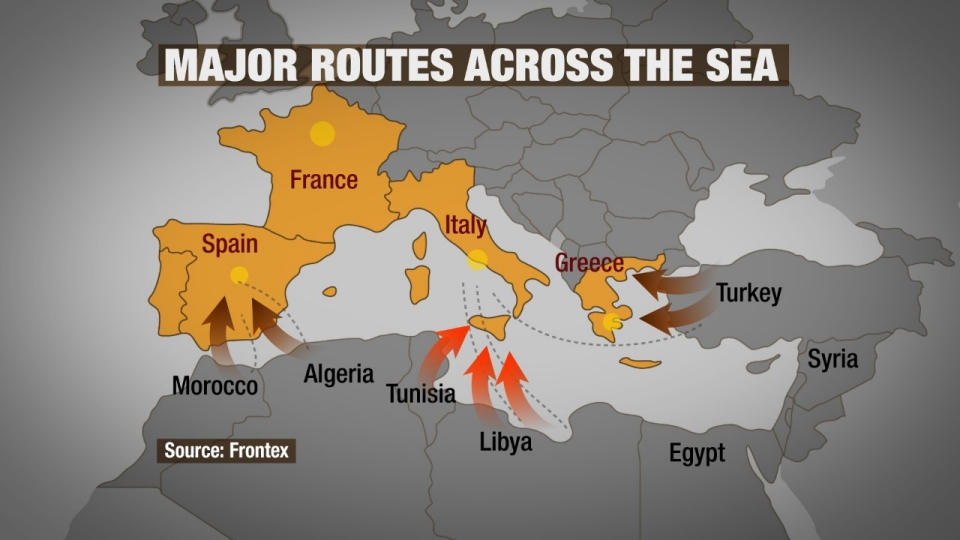 MAJOR ROUTES ACROSS THE SEA
France
Italy
Spain
Greece
Turkey
Syria
Algeria
Morocco
Tunisia
Libya
Egypt
Source: Frontex